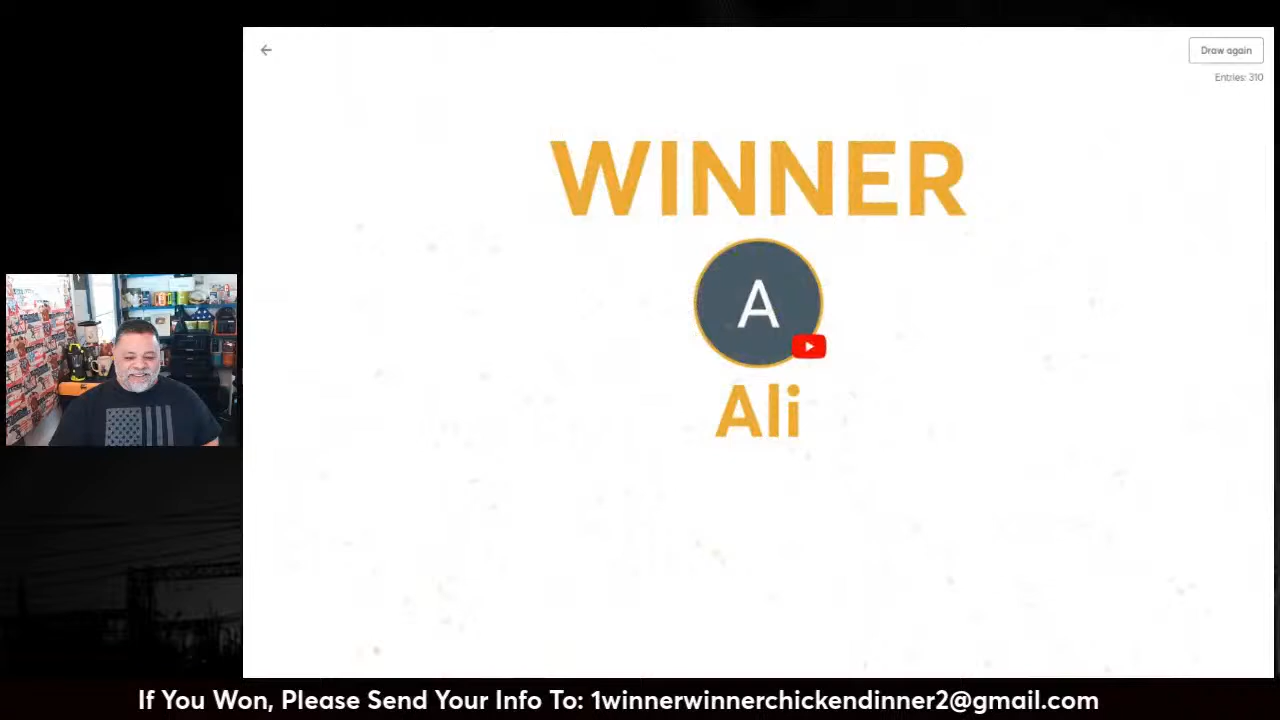 Draw again
Entries: 310
WINNER
A
Ali
If You Won, Please Send Your Info To: 1winnerwinnerchickendinner2@gmail.com